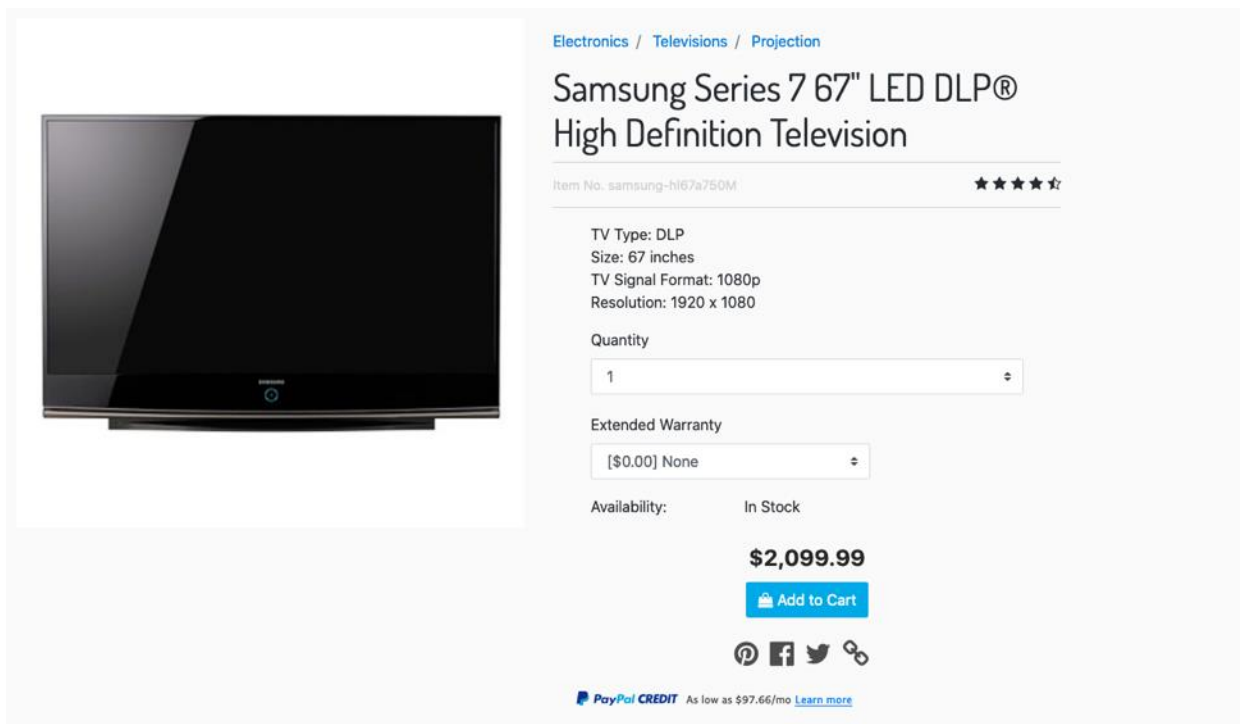 Electronics / Televisions / Projection
Samsung Series 7 67" LED DLP®
High Definition Television
Item No. samsung-hl67a750M
TV Type: DLP
Size: 67 inches
TV Signal Format: 1080p
Resolution: 1920 x 1080
Quantity
1
Extended Warranty
[$0.00] None
Availability: In Stock
$2,099.99
Add to Cart
PayPal CREDIT As low as $97.66/mo Learn more
SAMSUNG